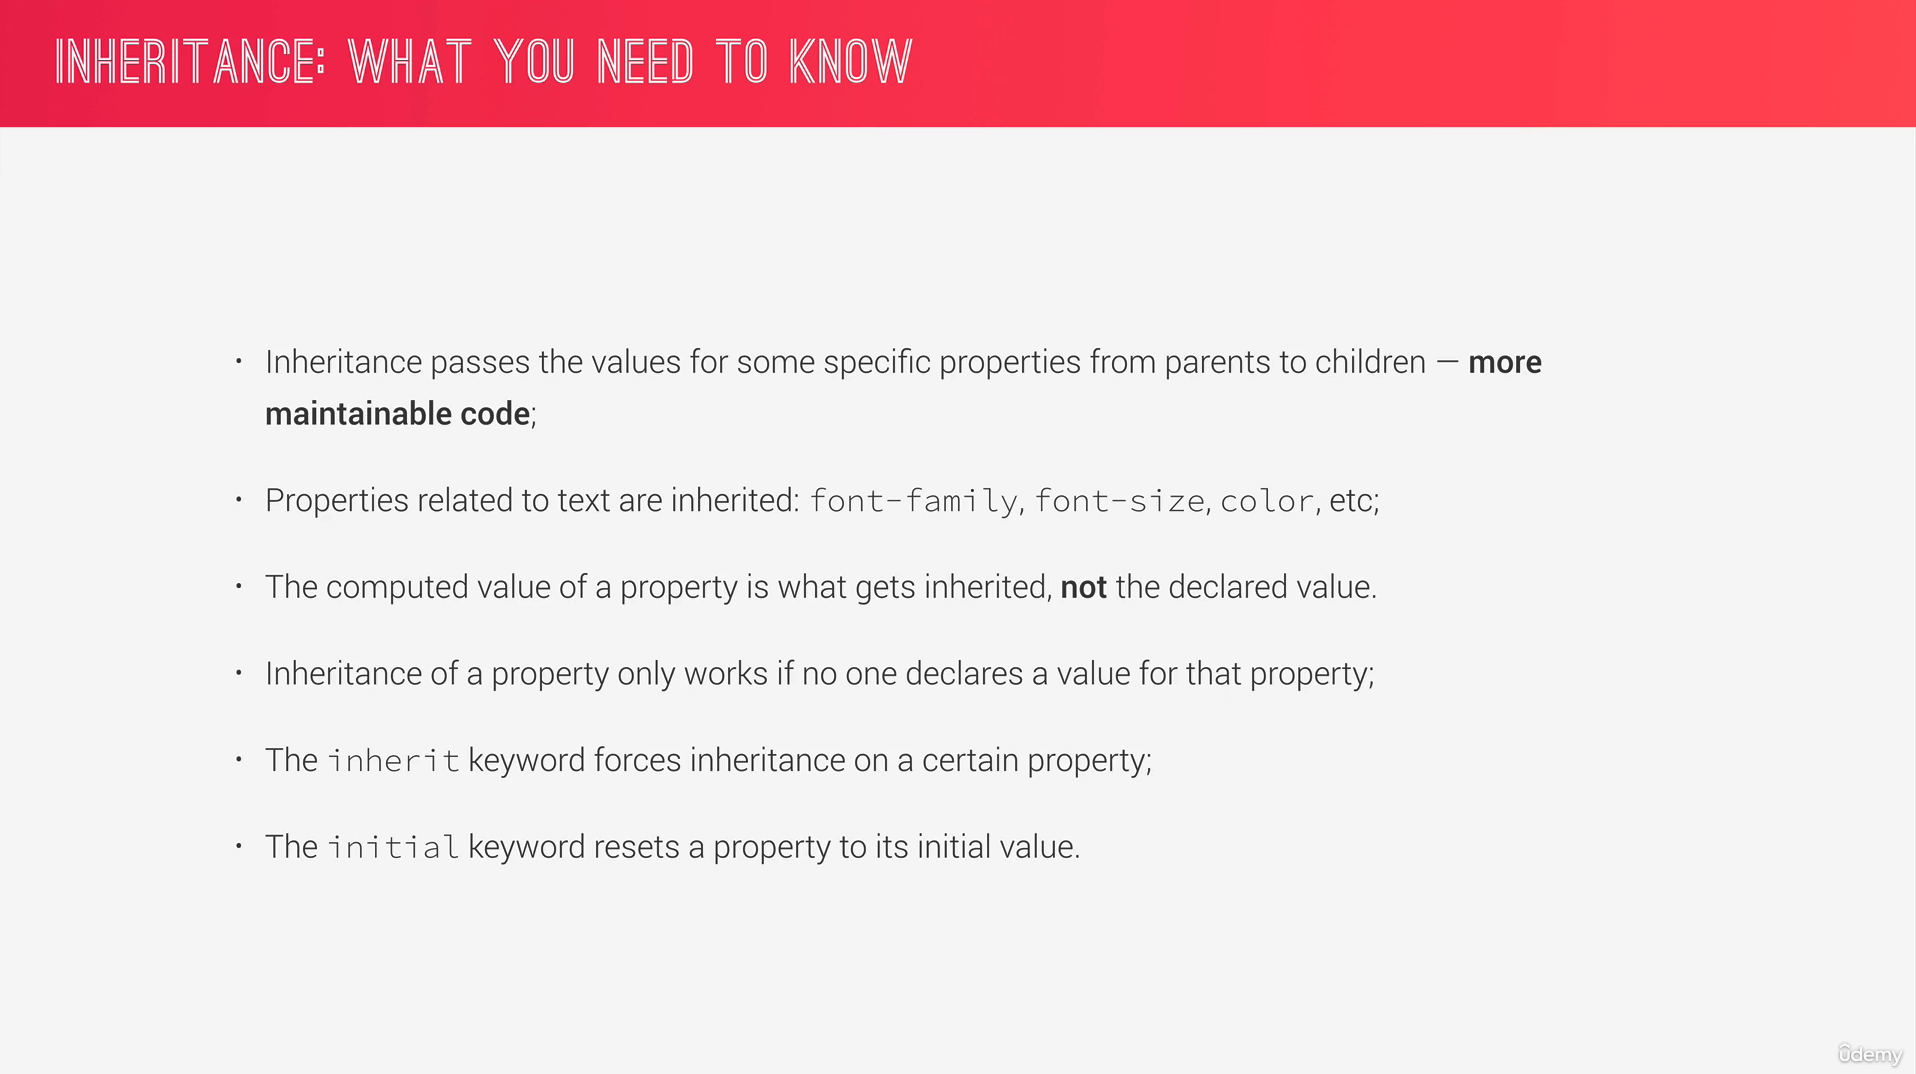 INHERITANCE: WHAT YOU NEED TO KNOW
• Inheritance passes the values for some specific properties from parents to children — more
maintainable code;
• Properties related to text are inherited: font-family, font-size, color, etc;
• The computed value of a property is what gets inherited, not the declared value.
• Inheritance of a property only works if no one declares a value for that property;
• The inherit keyword forces inheritance on a certain property;
• The initial keyword resets a property to its initial value.
ûdemy